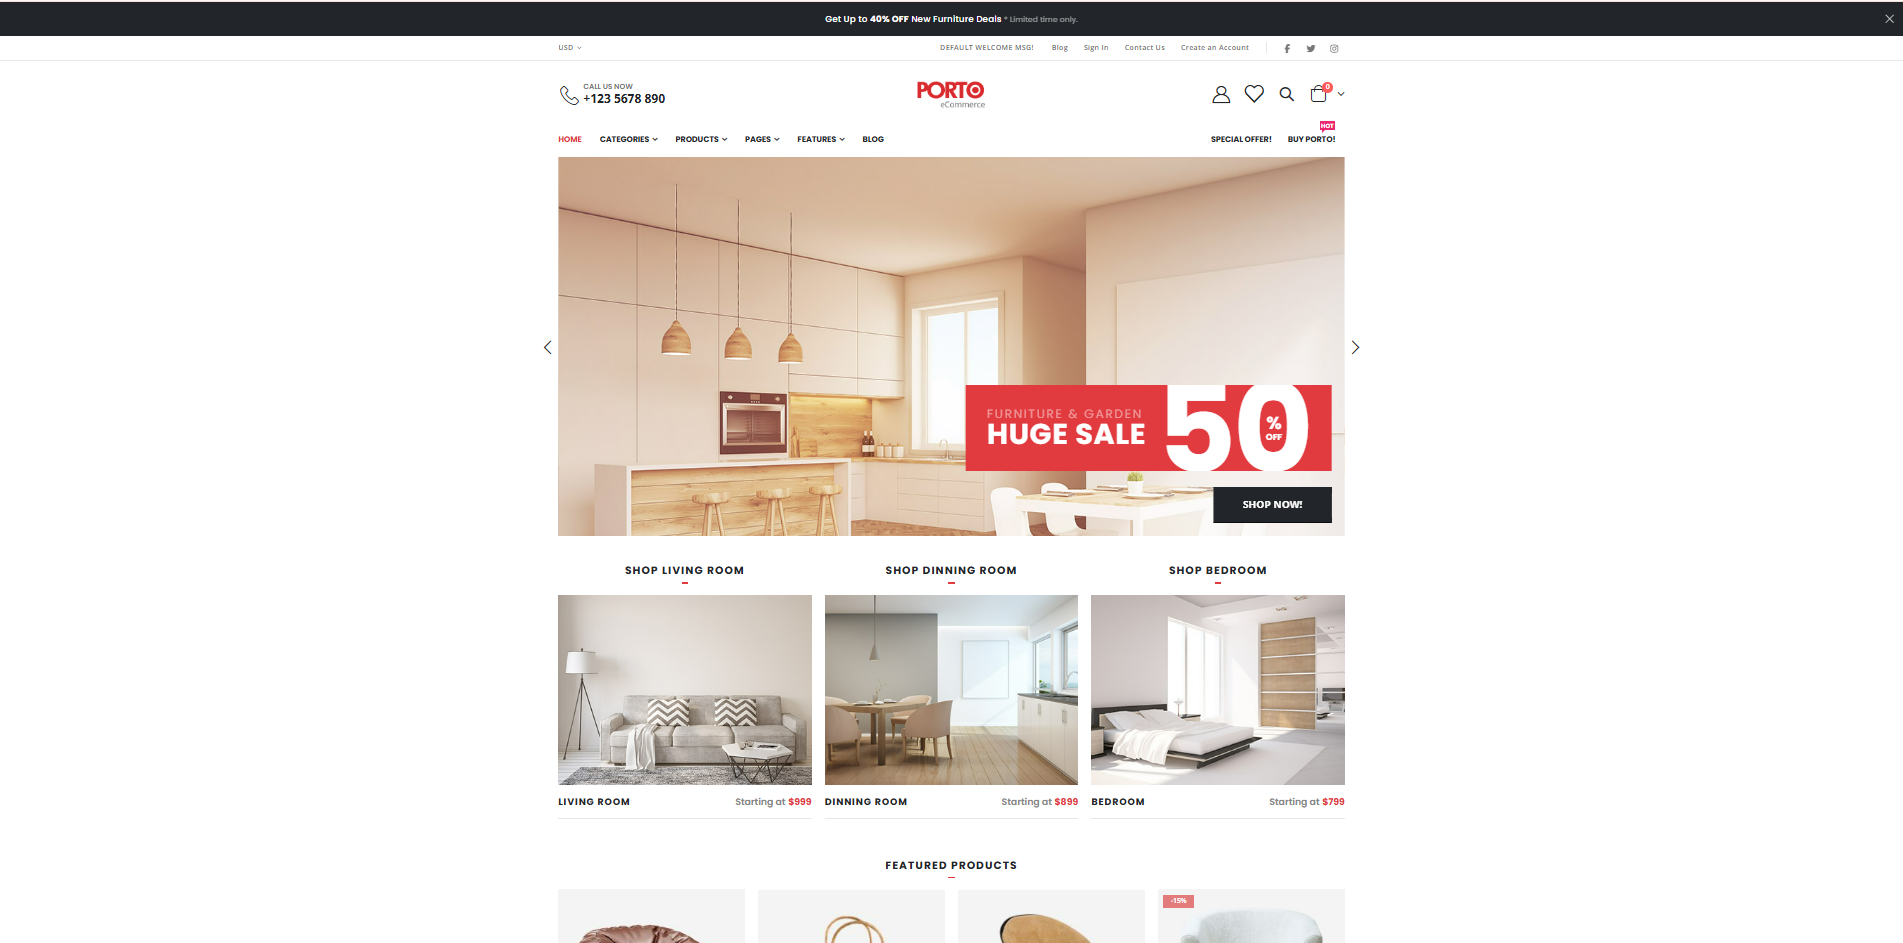 Get Up to 40% OFF New Furniture Deals * Limited time only.
USD
DEFAULT WELCOME MSG! Blog Sign In Contact Us Create an Account
CALL US NOW
+123 5678 890
PORTO
eCommerce
0
HOT
HOME CATEGORIES PRODUCTS PAGES FEATURES BLOG SPECIAL OFFER! BUY PORTO!
FURNITURE & GARDEN
HUGE SALE
50
%
OFF
SHOP NOW!
SHOP LIVING ROOM SHOP DINNING ROOM SHOP BEDROOM
LIVING ROOM Starting at $999 DINNING ROOM Starting at $899 BEDROOM Starting at $799
FEATURED PRODUCTS
-15%